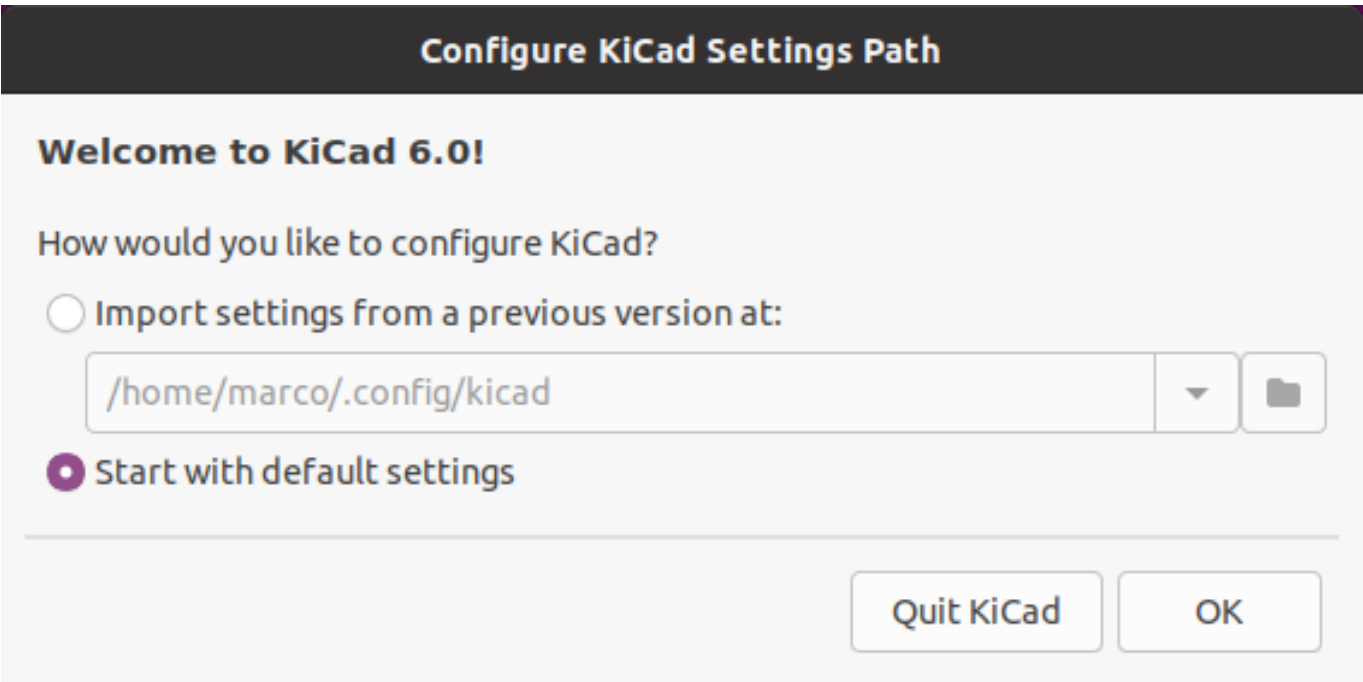 Configure KiCad Settings Path
Welcome to KiCad 6.0!
How would you like to configure KiCad?
Import settings from a previous version at:
/home/marco/.config/kicad
Start with default settings
Quit KiCad OK